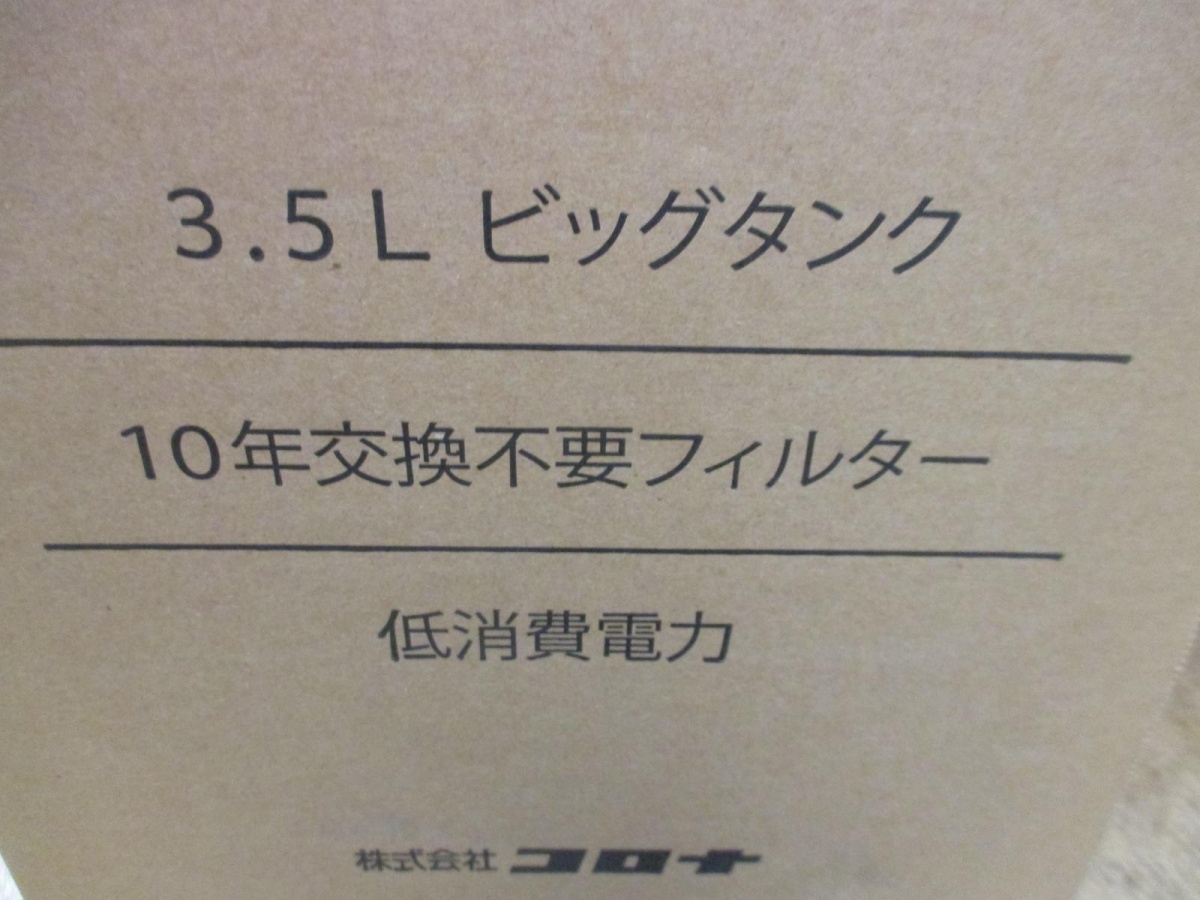 3.5L ビッグタンク
10年交換不要フィルター
低消費電力
株式会社 コロナ